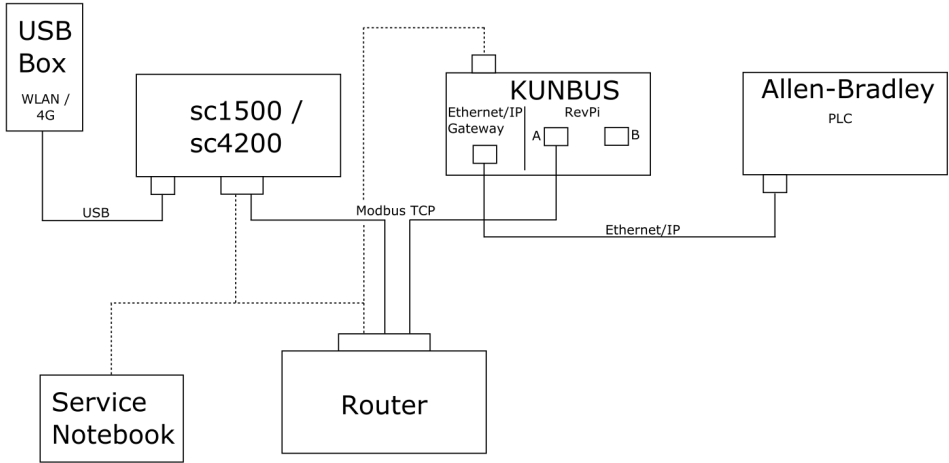 USB
Box
WLAN /
4G
sc1500 /
sc4200
KUNBUS
Ethernet/IP
Gateway
RevPi
A
B
Allen-Bradley
PLC
USB
Modbus TCP
Ethernet/IP
Service
Notebook
Router